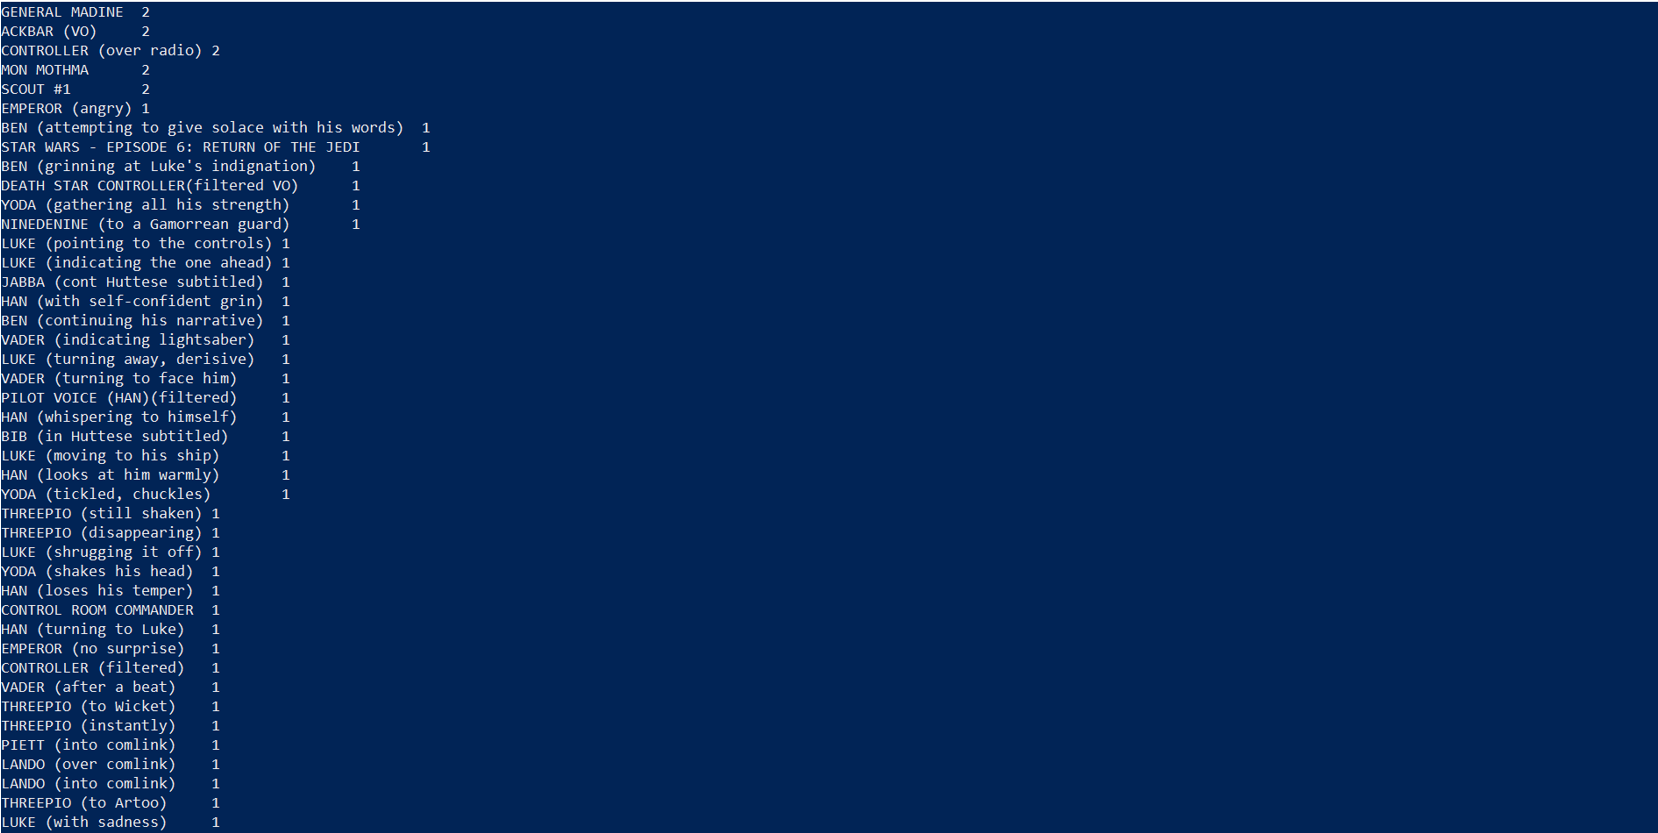 GENERAL MADINE 2
ACKBAR (VO) 2
CONTROLLER (over radio) 2
MON MOTHMA 2
SCOUT #1 2
EMPEROR (angry) 1
BEN (attempting to give solace with his words) 1
STAR WARS - EPISODE 6: RETURN OF THE JEDI 1
BEN (grinning at Luke's indignation) 1
DEATH STAR CONTROLLER(filtered VO) 1
YODA (gathering all his strength) 1
NINEDENINE (to a Gamorrean guard) 1
LUKE (pointing to the controls) 1
LUKE (indicating the one ahead) 1
JABBA (cont Huttese subtitled) 1
HAN (with self-confident grin) 1
BEN (continuing his narrative) 1
VADER (indicating lightsaber) 1
LUKE (turning away, derisive) 1
VADER (turning to face him) 1
PILOT VOICE (HAN)(filtered) 1
HAN (whispering to himself) 1
BIB (in Huttese subtitled) 1
LUKE (moving to his ship) 1
HAN (looks at him warmly) 1
YODA (tickled, chuckles) 1
THREEPIO (still shaken) 1
THREEPIO (disappearing) 1
LUKE (shrugging it off) 1
YODA (shakes his head) 1
HAN (loses his temper) 1
CONTROL ROOM COMMANDER 1
HAN (turning to Luke) 1
EMPEROR (no surprise) 1
CONTROLLER (filtered) 1
VADER (after a beat) 1
THREEPIO (to Wicket) 1
THREEPIO (instantly) 1
PIETT (into comlink) 1
LANDO (over comlink) 1
LANDO (into comlink) 1
THREEPIO (to Artoo) 1
LUKE (with sadness) 1